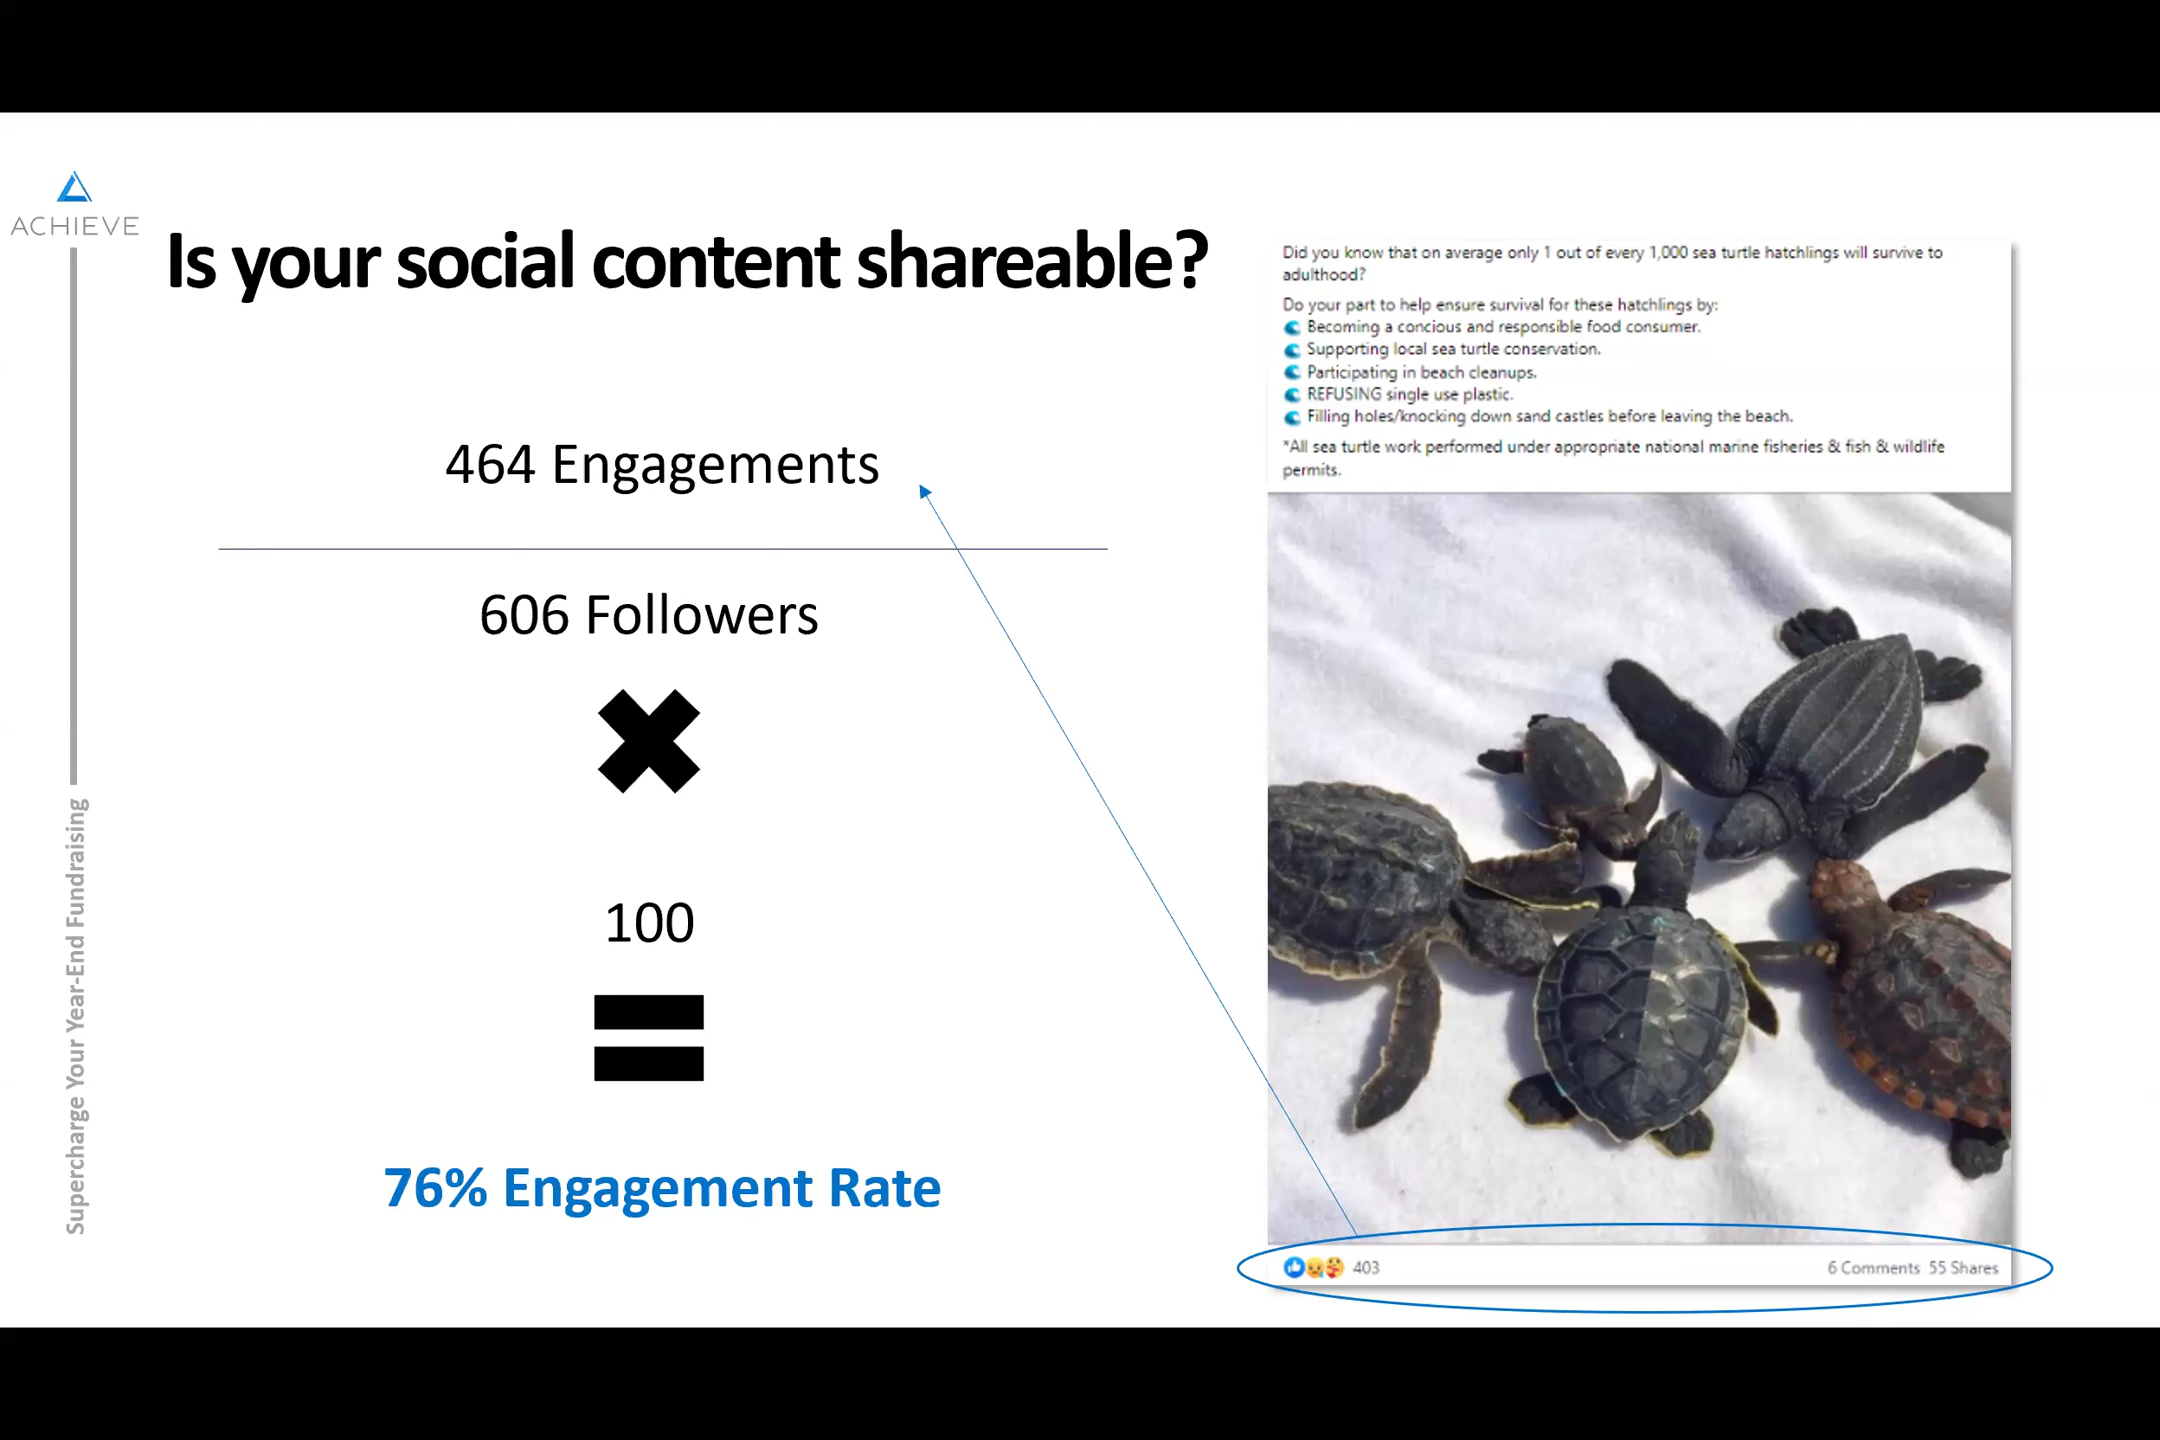 ACHIEVE
Supercharge Your Year-End Fundraising
Is your social content shareable?
464 Engagements
606 Followers
100
76% Engagement Rate
Did you know that on average only 1 out of every 1,000 sea turtle hatchlings will survive to
adulthood?
Do your part to help ensure survival for these hatchlings by:
Becoming a concious and responsible food consumer.
Supporting local sea turtle conservation.
Participating in beach cleanups.
REFUSING single use plastic.
Filling holes/knocking down sand castles before leaving the beach.
*All sea turtle work performed under appropriate national marine fisheries & fish & wildlife
permits.
403
6 Comments 55 Shares